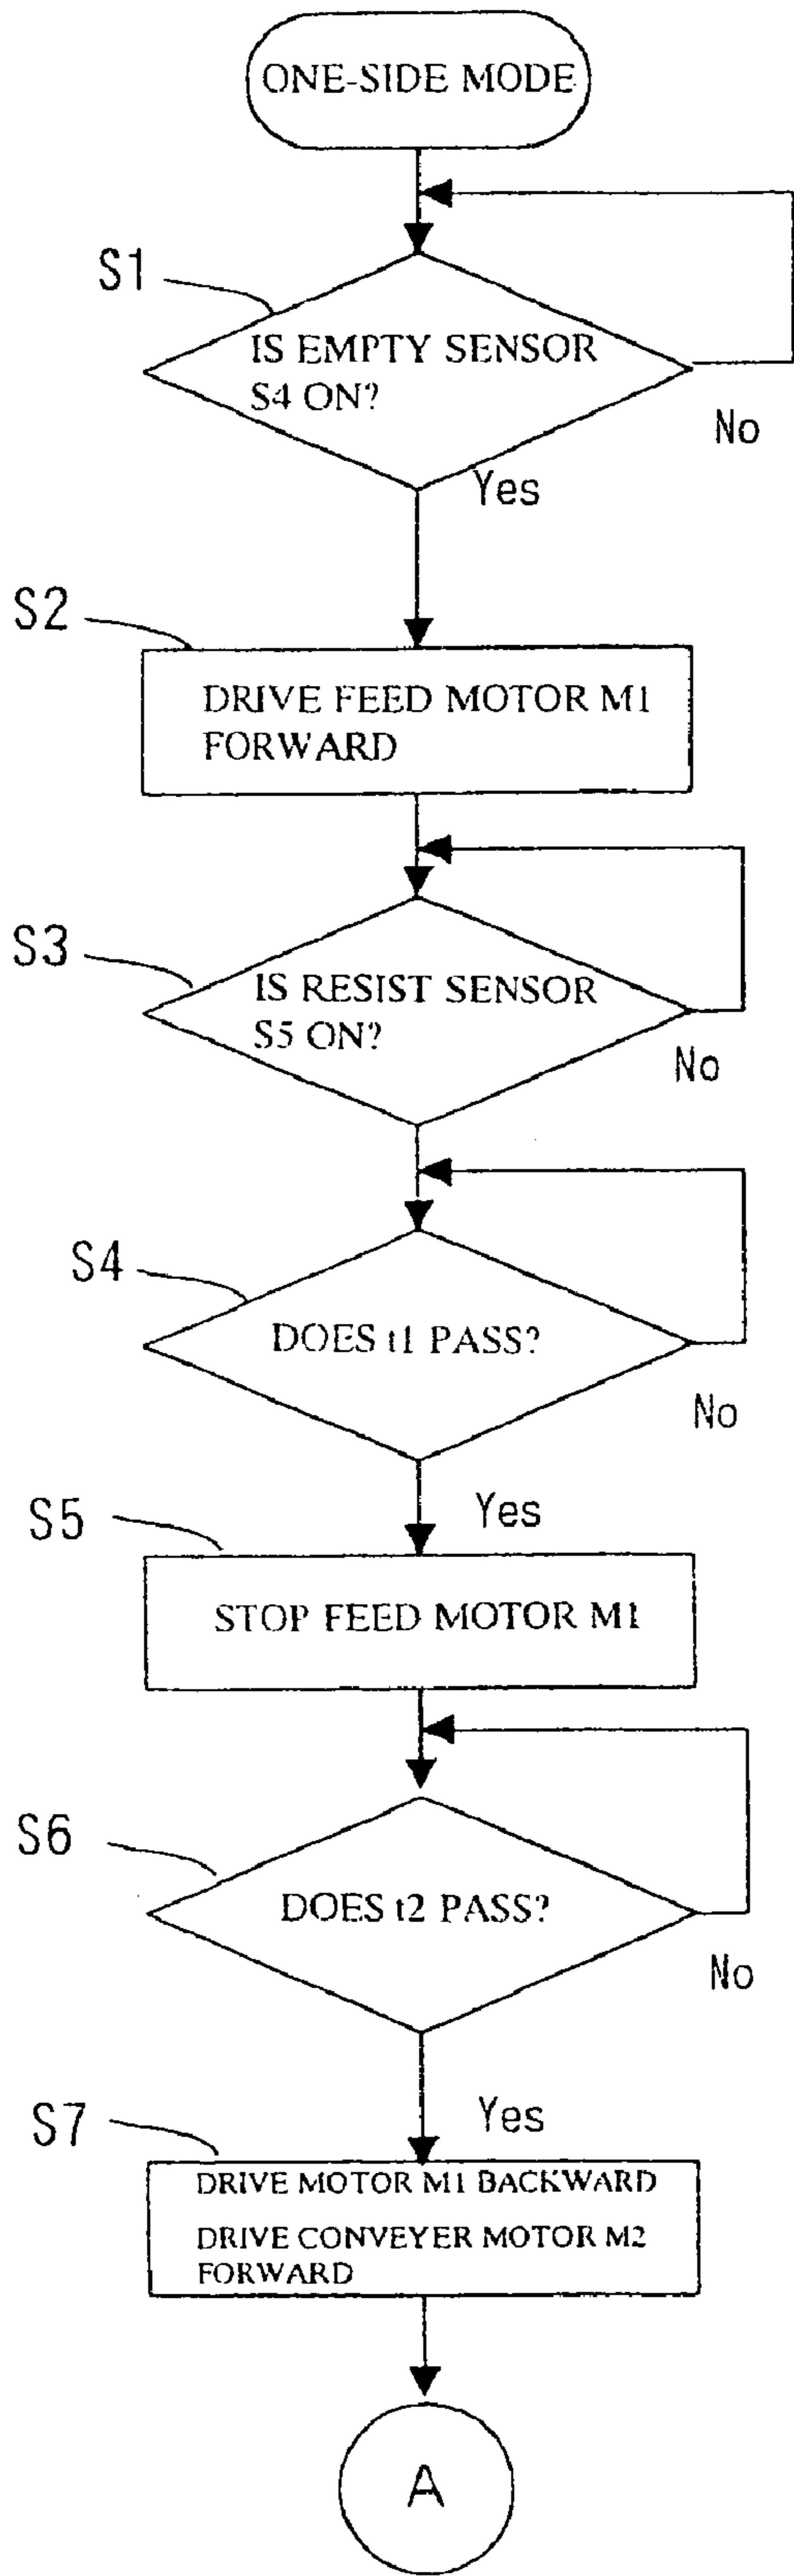 ONE-SIDE MODE
S1
IS EMPTY SENSOR
S4 ON?
No
Yes
S2
DRIVE FEED MOTOR M1
FORWARD
S3
IS RESIST SENSOR
S5 ON?
No
S4
DOES t1 PASS?
No
Yes
S5
STOP FEED MOTOR M1
S6
DOES t2 PASS?
No
Yes
S7
DRIVE MOTOR M1 BACKWARD
DRIVE CONVEYER MOTOR M2
FORWARD
A